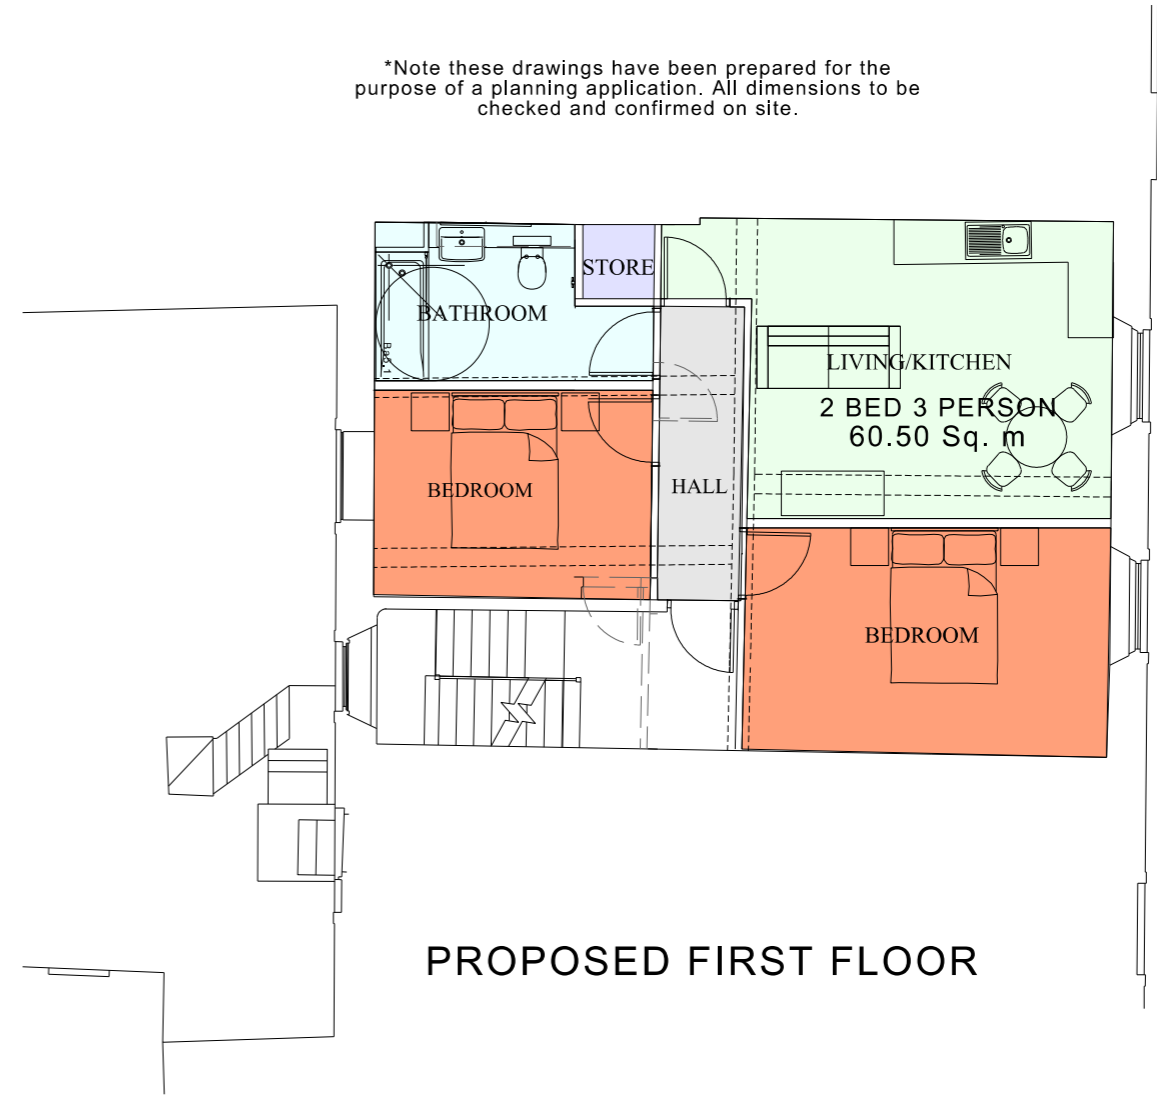 *Note these drawings have been prepared for the
purpose of a planning application. All dimensions to be
checked and confirmed on site.
STORE
BATHROOM
LIVING/KITCHEN
2 BED 3 PERSON
60.50 Sq. m
BEDROOM
HALL
BEDROOM
PROPOSED FIRST FLOOR